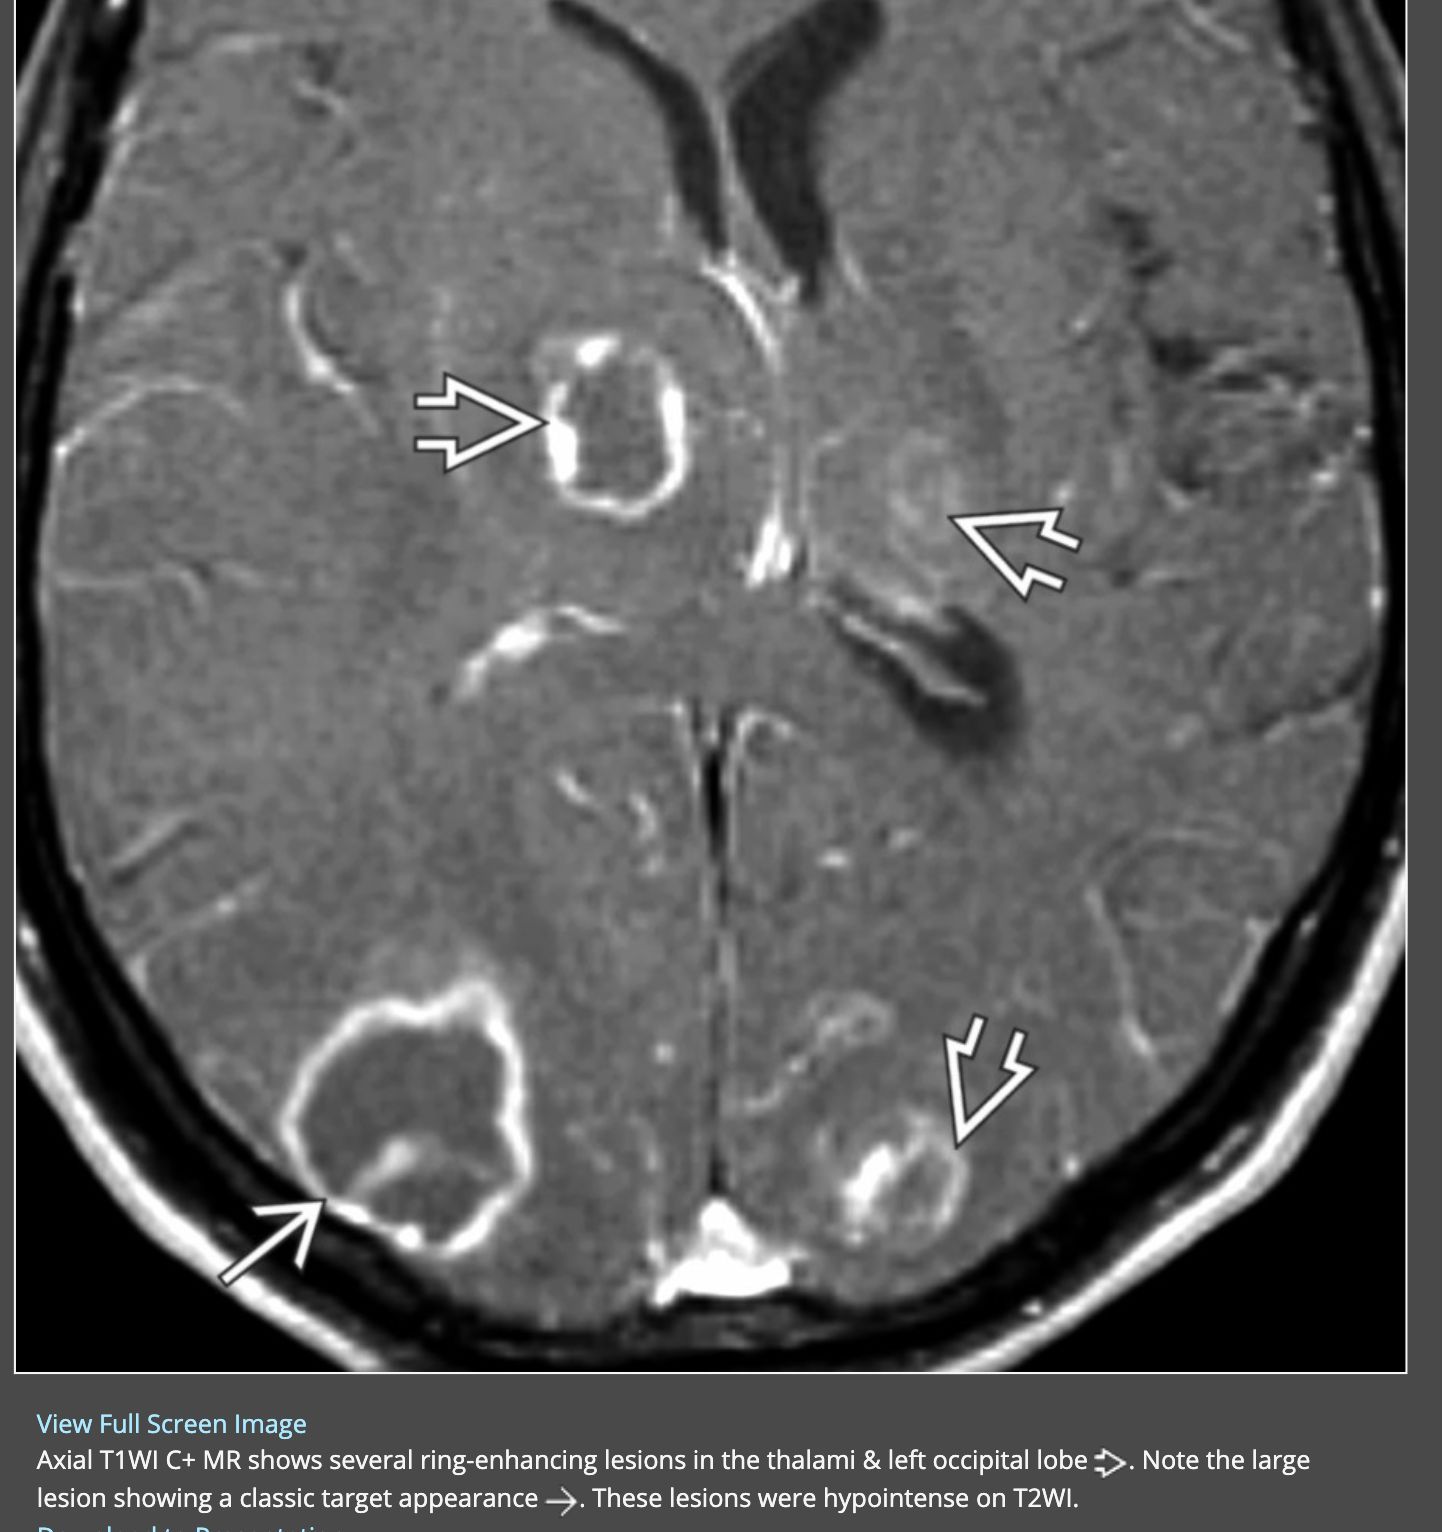 View Full Screen Image
Axial T1WI C+ MR shows several ring-enhancing lesions in the thalami & left occipital lobe. Note the large
lesion showing a classic target appearance. These lesions were hypointense on T2WI.